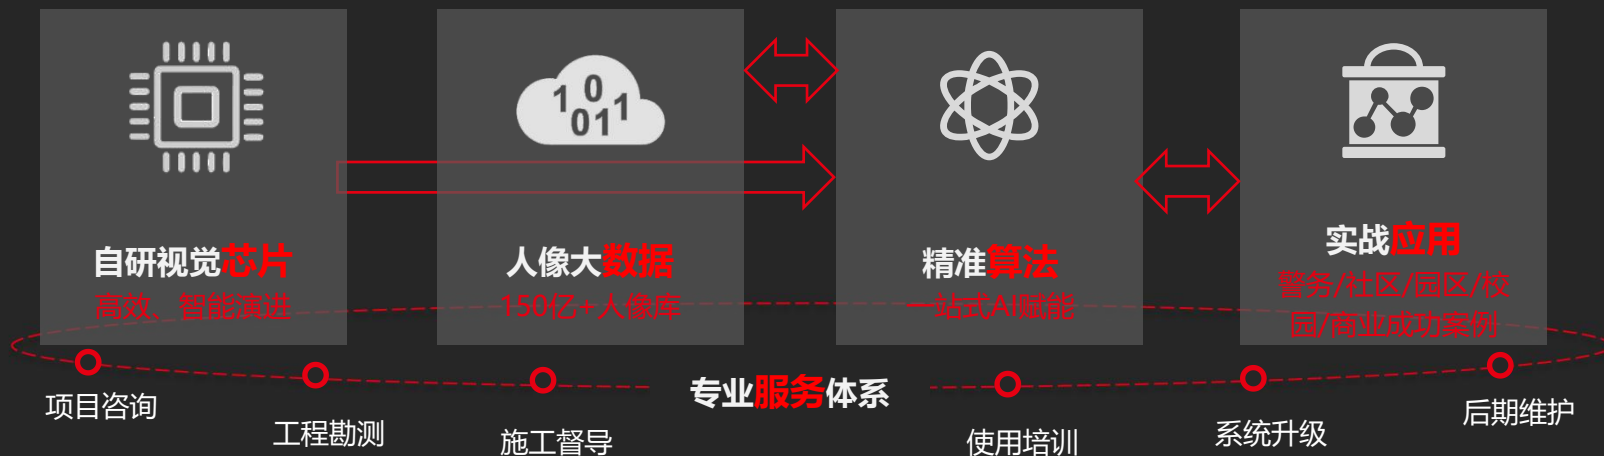 1 0 1
011
自研视觉芯片
高效、智能演进
人像大数据
150亿+人像库
精准算法
一站式AI赋能
实战应用
警务/社区/园区/校
园/商业成功案例
专业服务体系
项目咨询
工程勘测
施工督导
使用培训
系统升级
后期维护